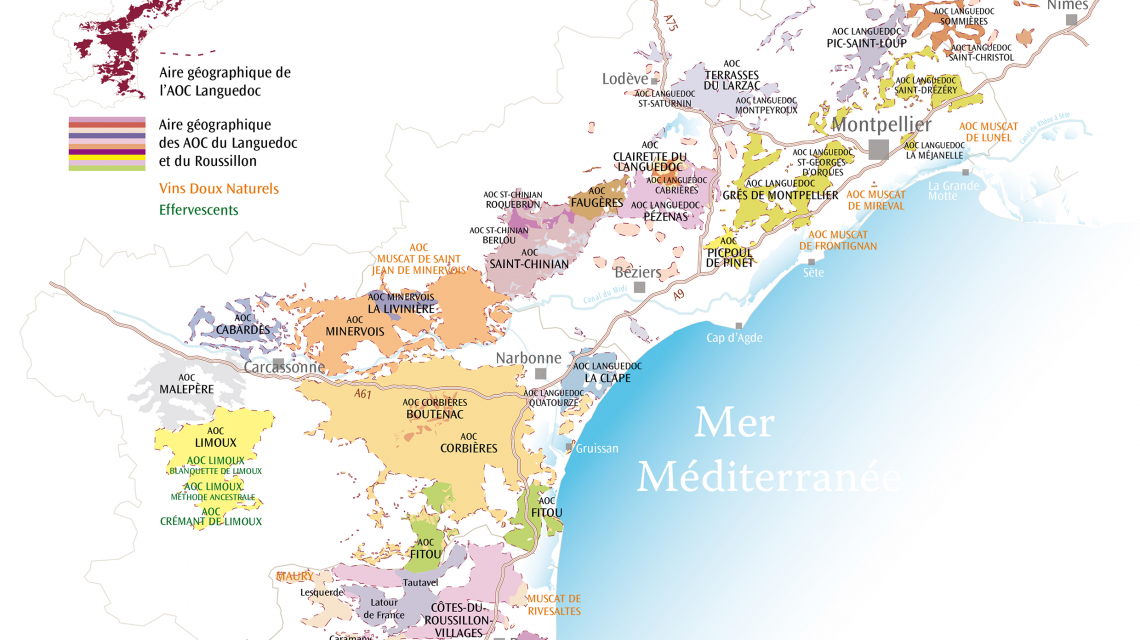 Nîmes
AOC LANGUEDOC
SOMMIÈRES
A75
AOC LANGUEDOC
PIC-SAINT-LOUP
AOC LANGUEDOC
SAINT-CHRISTOL
Aire géographique de
l'AOC Languedoc
Lodève
AOC
TERRASSES
DU LARZAC
AOC LANGUEDOC
SAINT-DRÉZÉRY
AOC LANGUEDOC
ST-SATURNIN
AOC LANGUEDOC
MONTPEYROUX
Aire géographique
des AOC du Languedoc
et du Roussillon
Montpellier
AOC MUSCAT
DE LUNEL
Canal du Rhône à Sète
AOC
CLAIRETTE DU
LANGUEDOC
AOC LANGUEDOC
ST-GEORGES-
D'ORQUES
AOC LANGUEDOC
LA MÉJANELLE
Vins Doux Naturels
Effervescents
AOC LANGUEDOC
CABRIÈRES
AOC LANGUEDOC
GRÈS DE MONTPELLIER
La Grande
Motte
AOC ST-CHINIAN
ROQUEBRUN
AOC
FAUGÈRES
AOC LANGUEDOC
PÉZENAS
AOC MUSCAT
DE MIREVAL
AOC ST-CHINIAN
BERLOU
AOC MUSCAT
DE FRONTIGNAN
AOC
MUSCAT DE SAINT
JEAN DE MINERVOIS
AOC
SAINT-CHINIAN
AOC
PICPOUL
DE PINET
Béziers
Sète
Canal du Midi
A9
AOC MINERVOIS
LA LIVINIÈRE
AOC
CABARDÈS
AOC
MINERVOIS
Cap d'Agde
Narbonne
Carcassonne
AOC LANGUEDOC
LA CLAPE
AOC
MALEPÈRE
A61
AOC LANGUEDOC
QUATOURZE
AOC CORBIÈRES
BOUTENAC
Mer
Méditerranée
AOC
LIMOUX
AOC
CORBIÈRES
Gruissan
AOC LIMOUX
BLANQUETTE DE LIMOUX
AOC LIMOUX
MÉTHODE ANCESTRALE
AOC
CRÉMANT DE LIMOUX
AOC
FITOU
AOC
FITOU
MAURY
Tautavel
Lesquerde
Latour
de France
CÔTES-DU-
ROUSSILLON-
VILLAGES
MUSCAT DE
RIVESALTES
Caramany